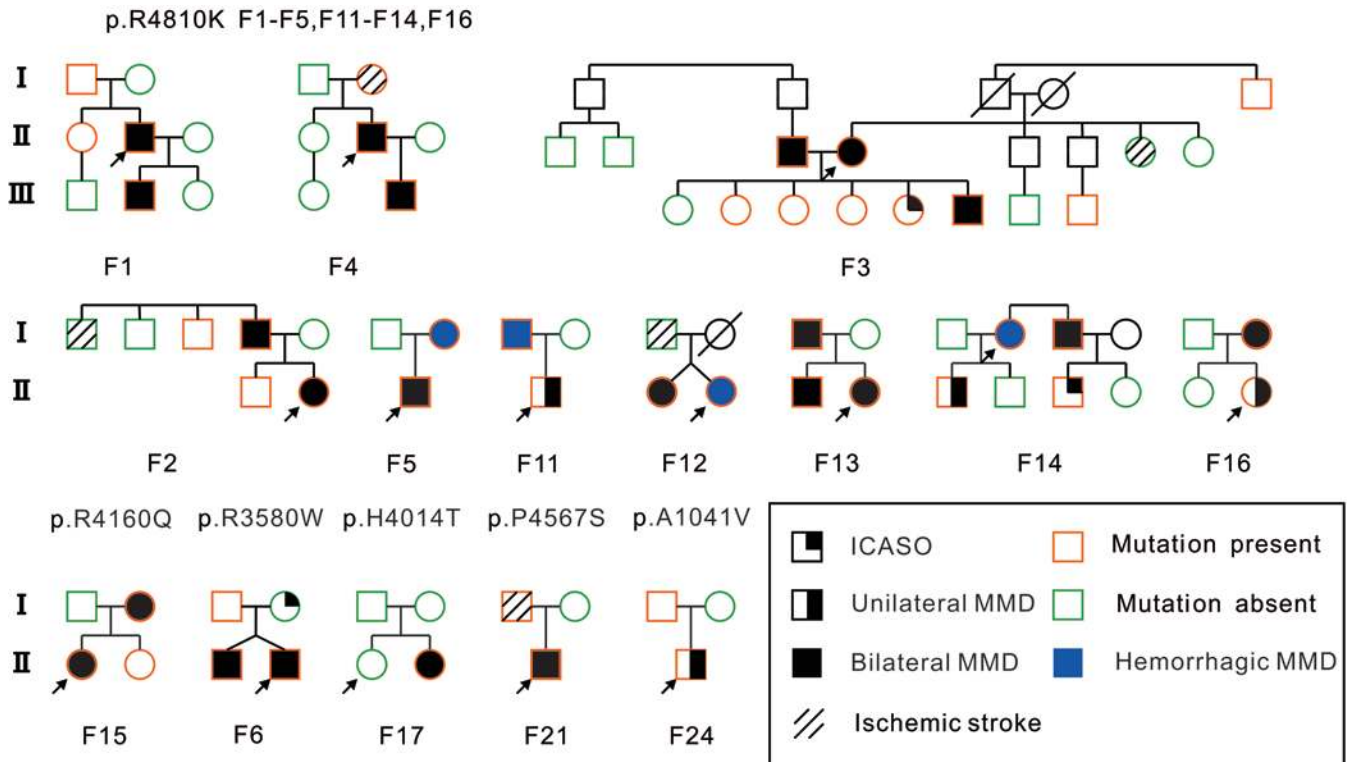 p.R4810K F1-F5,F11-F14,F16
I
II
III
F1
F4
F3
I
II
F2
F5
F11
F12
F13
F14
F16
p.R4160Q
p.R3580W
p.H4014T
p.P4567S
p.A1041V
I
II
F15
F6
F17
F21
F24
ICASO
Mutation present
Unilateral MMD
Mutation absent
Bilateral MMD
Hemorrhagic MMD
Ischemic stroke